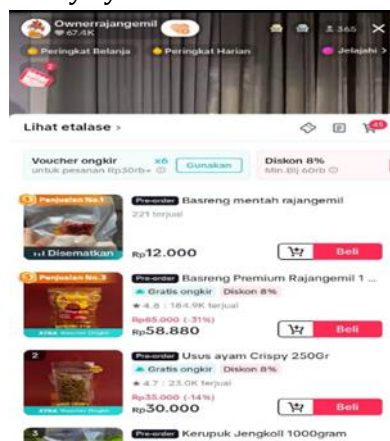 Ownerrajangemil
67.4K
365
Peringkat Belanja
Peringkat Harian
Jelajahi >
2
Lihat etalase >
45
Voucher ongkir x6
untuk pesanan Rp30rb+
Gunakan
Diskon 8%
Min. Blj 60rb
Penjualan No.1
Disematkan
Pre-order Basreng mentah rajangemil
221 terjual
Rp12.000
Beli
Penjualan No.3
Pre-order Basreng Premium Rajangemil 1 ...
Gratis ongkir Diskon 8%
4.8 | 184.9K terjual
Rp85.000 (-31%)
Rp58.880
Beli
2
Pre-order Usus ayam Crispy 250Gr
Gratis ongkir Diskon 8%
4.7 | 23.0K terjual
Rp35.000 (-14%)
Rp30.000
Beli
3
Pre-order Kerupuk Jengkoll 1000gram